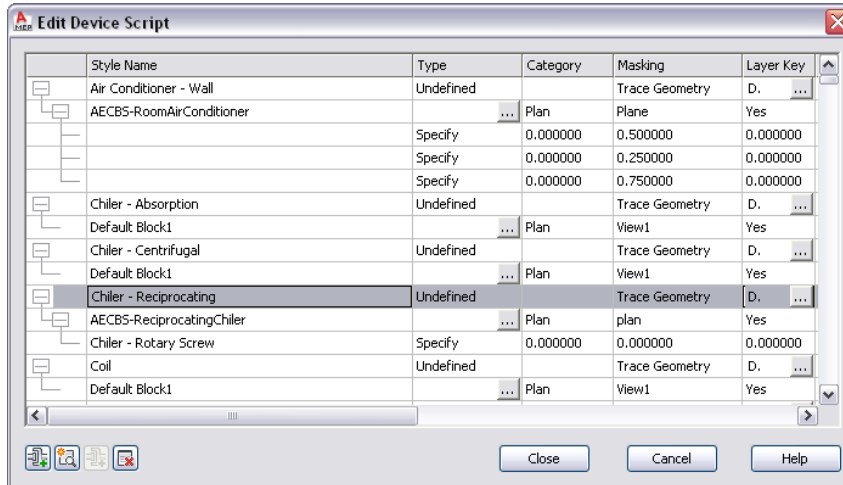 A MEP Edit Device Script
Style Name Type Category Masking Layer Key
Air Conditioner - Wall Undefined Trace Geometry D. ...
AECBS-RoomAirConditioner ... Plan Plane Yes
Specify 0.000000 0.500000 0.000000
Specify 0.000000 0.250000 0.000000
Specify 0.000000 0.750000 0.000000
Chiler - Absorption Undefined Trace Geometry D. ...
Default Block1 ... Plan View1 Yes
Chiler - Centrifugal Undefined Trace Geometry D. ...
Default Block1 ... Plan View1 Yes
Chiler - Reciprocating Undefined Trace Geometry D. ...
AECBS-ReciprocatingChiler ... Plan plan Yes
Chiler - Rotary Screw Specify 0.000000 0.000000 0.000000
Coil Undefined Trace Geometry D. ...
Default Block1 ... Plan View1 Yes
Close Cancel Help